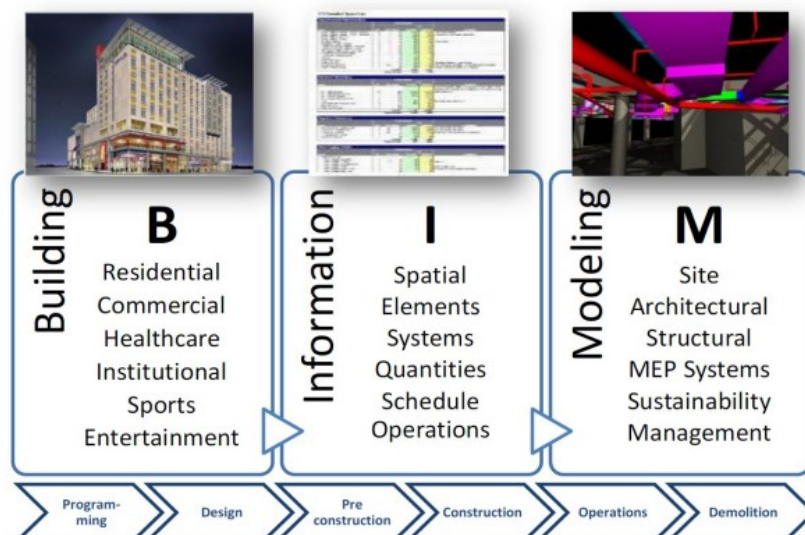 Building
B
Residential
Commercial
Healthcare
Institutional
Sports
Entertainment
Information
I
Spatial
Elements
Systems
Quantities
Schedule
Operations
Modeling
M
Site
Architectural
Structural
MEP Systems
Sustainability
Management
Program-
ming
Design
Pre
construction
Construction
Operations
Demolition